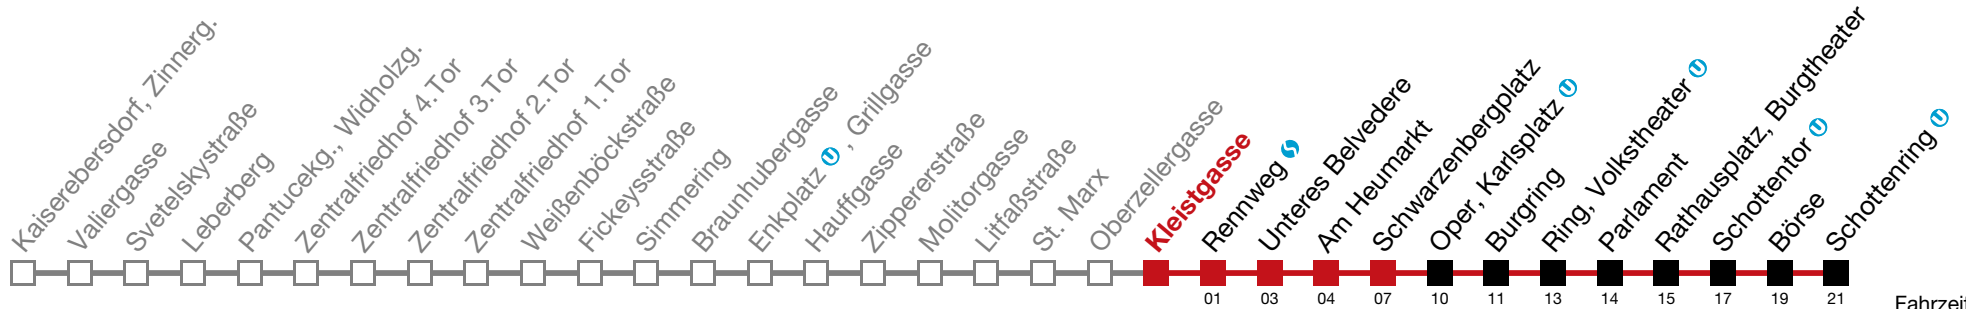 Kaiserebersdorf, Zinnerg.
Valiergasse
Svetelskystraße
Leberberg
Pantucekg., Widholzg.
Zentralfriedhof 4.Tor
Zentralfriedhof 3.Tor
Zentralfriedhof 2.Tor
Zentralfriedhof 1.Tor
Weißenböckstraße
Fickeysstraße
Simmering
Braunhubergasse
Enkplatz U , Grillgasse
Hauffgasse
Zippererstraße
Molitorgasse
Litfaßstraße
St. Marx
Oberzellergasse
Kleistgasse
Rennweg S
Unteres Belvedere
Am Heumarkt
Schwarzenbergplatz
Oper, Karlsplatz U
Burgring
Ring, Volkstheater U
Parlament
Rathausplatz, Burgtheater
Schottentor U
Börse
Schottenring U
01 03 04 07 10 11 13 14 15 17 19 21
Fahrzeit